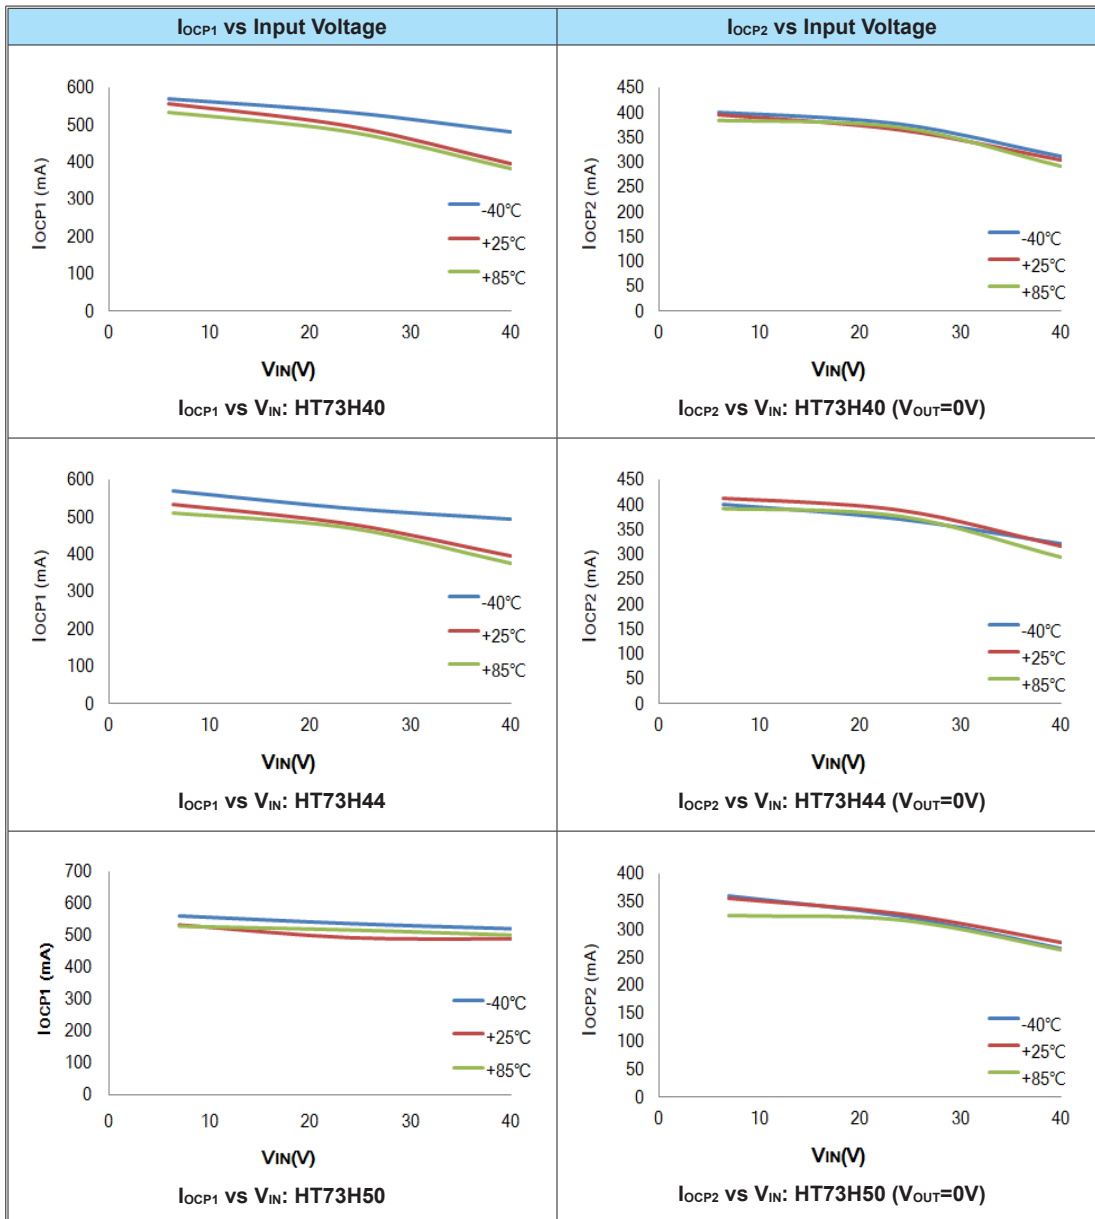 IOCP1 vs Input Voltage
IOCP2 vs Input Voltage
600
500
400
300
200
100
0
IOCP1 (mA)
-40℃
+25℃
+85℃
0 10 20 30 40
VIN(V)
IOCP1 vs VIN: HT73H40
450
400
350
300
250
200
150
100
50
0
IOCP2 (mA)
-40℃
+25℃
+85℃
0 10 20 30 40
VIN(V)
IOCP2 vs VIN: HT73H40 (VOUT=0V)
600
500
400
300
200
100
0
IOCP1 (mA)
-40℃
+25℃
+85℃
0 10 20 30 40
VIN(V)
IOCP1 vs VIN: HT73H44
450
400
350
300
250
200
150
100
50
0
IOCP2 (mA)
-40℃
+25℃
+85℃
0 10 20 30 40
VIN(V)
IOCP2 vs VIN: HT73H44 (VOUT=0V)
700
600
500
400
300
200
100
0
IOCP1 (mA)
-40℃
+25℃
+85℃
0 10 20 30 40
VIN(V)
IOCP1 vs VIN: HT73H50
400
350
300
250
200
150
100
50
0
IOCP2 (mA)
-40℃
+25℃
+85℃
0 10 20 30 40
VIN(V)
IOCP2 vs VIN: HT73H50 (VOUT=0V)